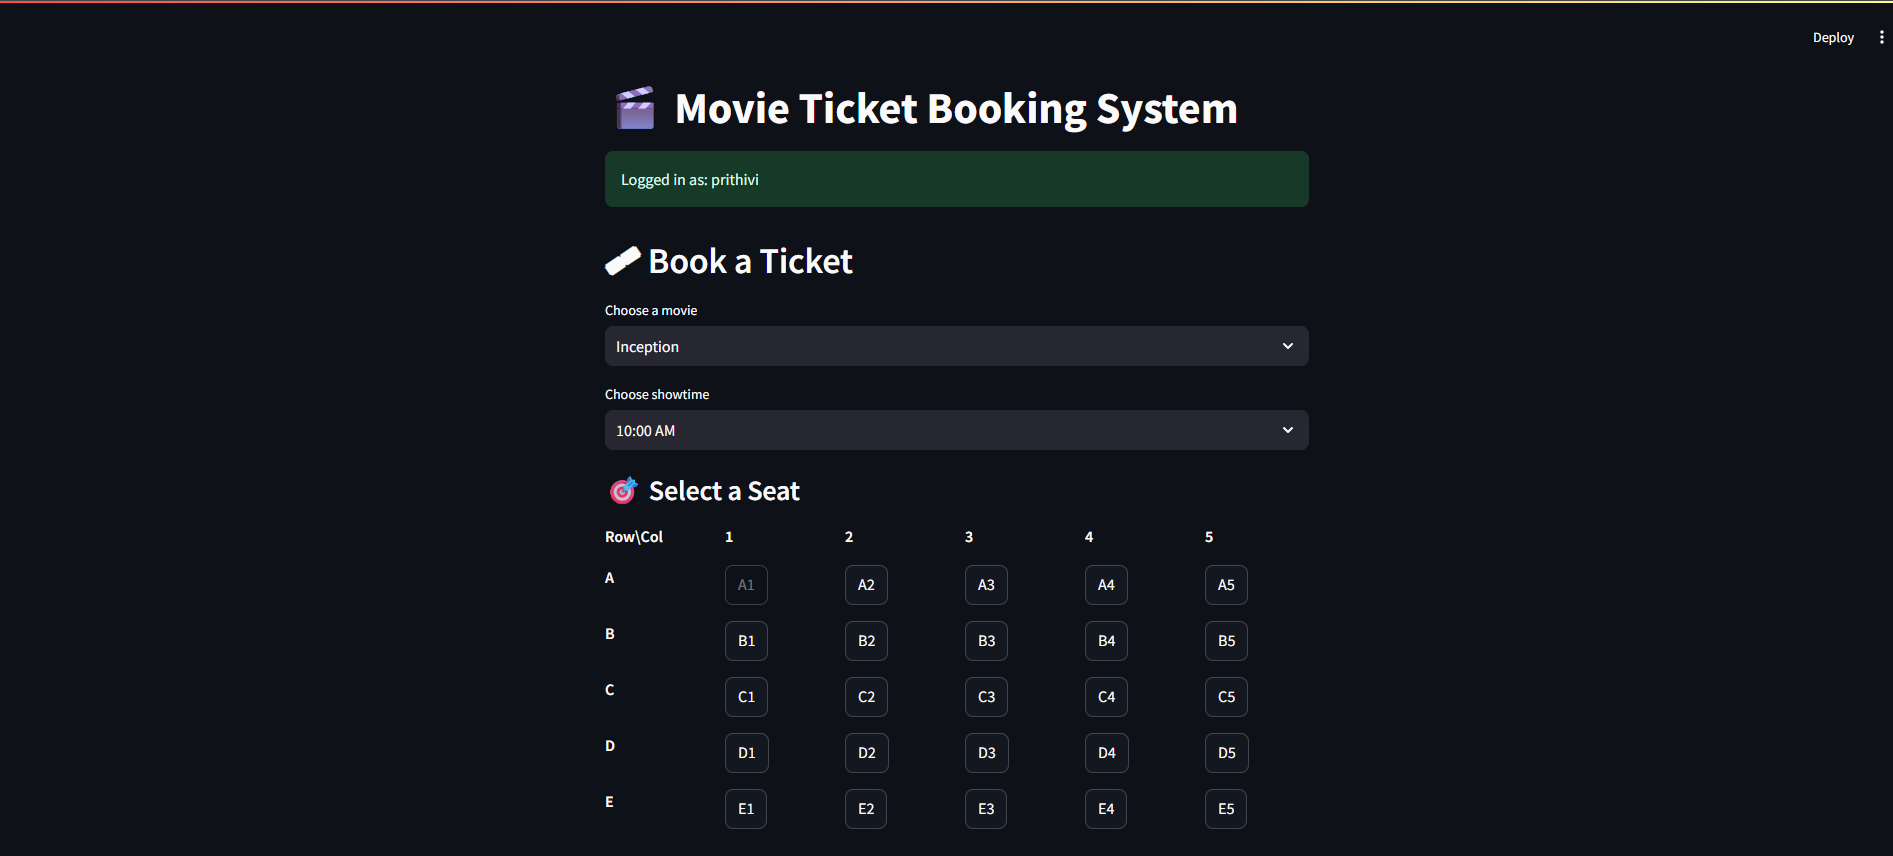 Deploy
Movie Ticket Booking System
Logged in as: prithivi
Book a Ticket
Choose a movie
Inception
Choose showtime
10:00 AM
Select a Seat
Row\Col 1 2 3 4 5
A A1 A2 A3 A4 A5
B B1 B2 B3 B4 B5
C C1 C2 C3 C4 C5
D D1 D2 D3 D4 D5
E E1 E2 E3 E4 E5